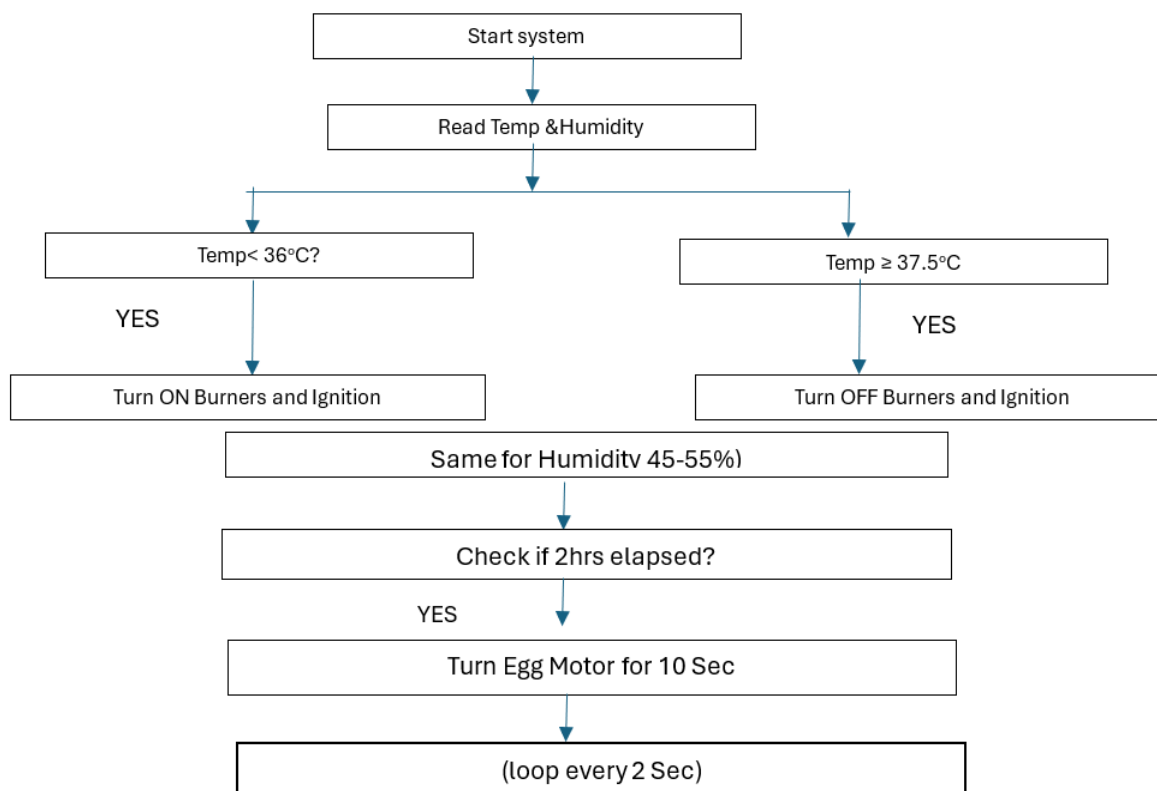 Start system
Read Temp &Humidity
Temp< 36°C?
Temp ≥ 37.5°C
YES
YES
Turn ON Burners and Ignition
Turn OFF Burners and Ignition
Same for Humidity 45-55%)
Check if 2hrs elapsed?
YES
Turn Egg Motor for 10 Sec
(loop every 2 Sec)